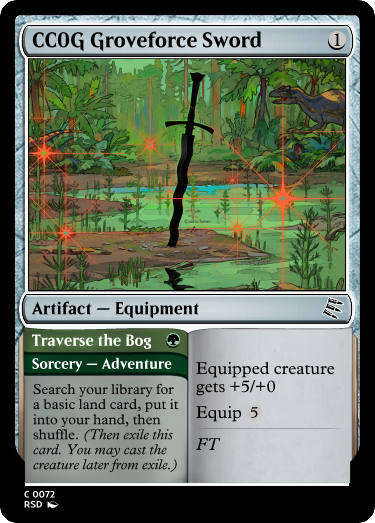 CC0G Groveforce Sword 1
Artifact — Equipment
Traverse the Bog
Sorcery — Adventure
Search your library for
a basic land card, put it
into your hand, then
shuffle. (Then exile this
card. You may cast the
creature later from exile.)
Equipped creature
gets +5/+0
Equip 5
FT
C 0072
RSD